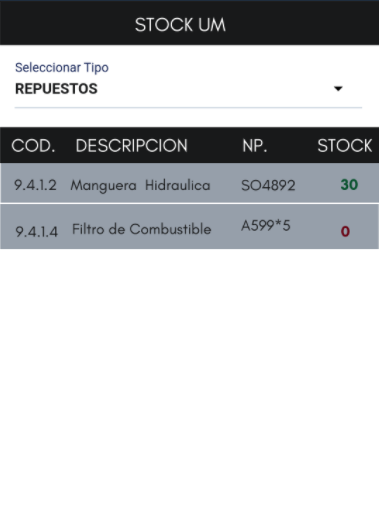 STOCK UM
Seleccionar Tipo
REPUESTOS
COD. DESCRIPCION NP. STOCK
9.4.1.2 Manguera Hidraulica SO4892 30
9.4.1.4 Filtro de Combustible A599*5 0